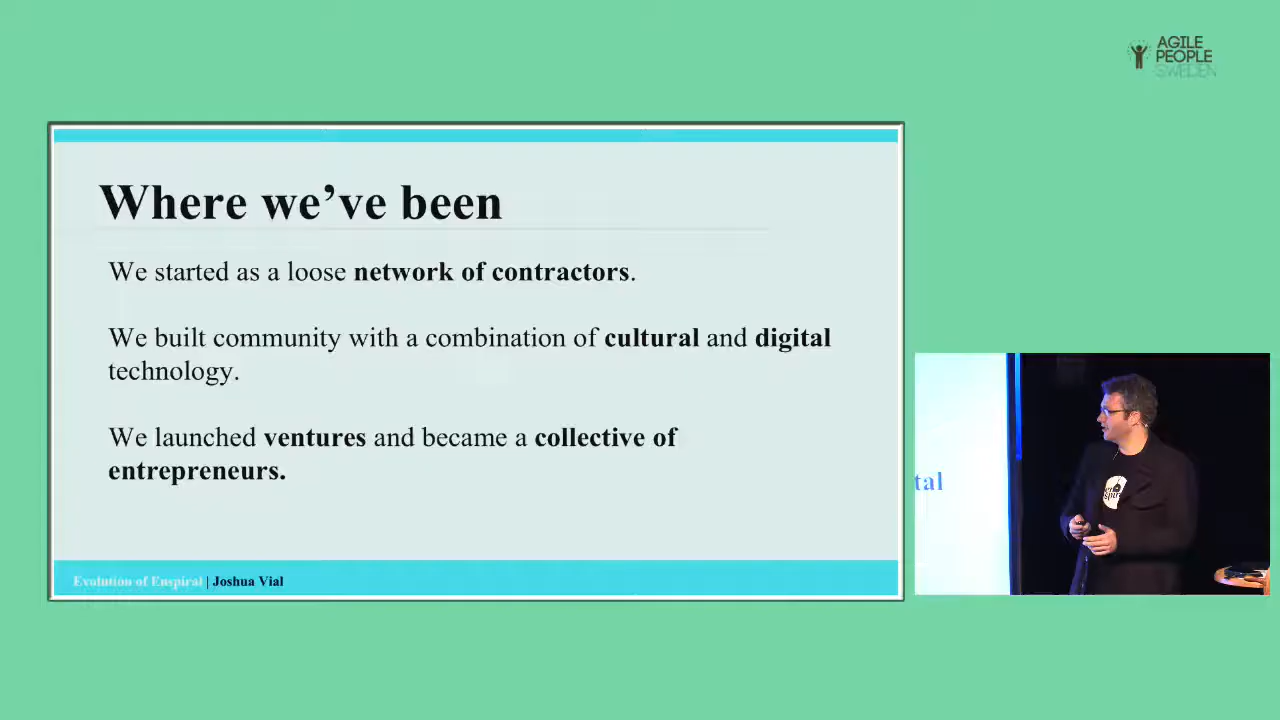 AGILE
PEOPLE
SWEDEN
Where we've been
We started as a loose network of contractors.
We built community with a combination of cultural and digital
technology.
We launched ventures and became a collective of
entrepreneurs.
tal
Evolution of Enspiral | Joshua Vial